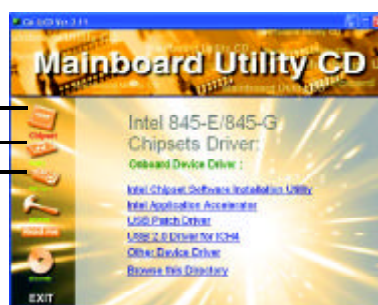 Mainboard Utility CD
Intel 845-E/845-G
Chipsets Driver:
Onboard Device Driver :
Chipset
Intel Chipset Software Installation Utility
Intel Application Accelerator
USB Patch Driver
USB 2.0 Driver for ICH4
Other Device Driver
Browse this Directory
EXIT